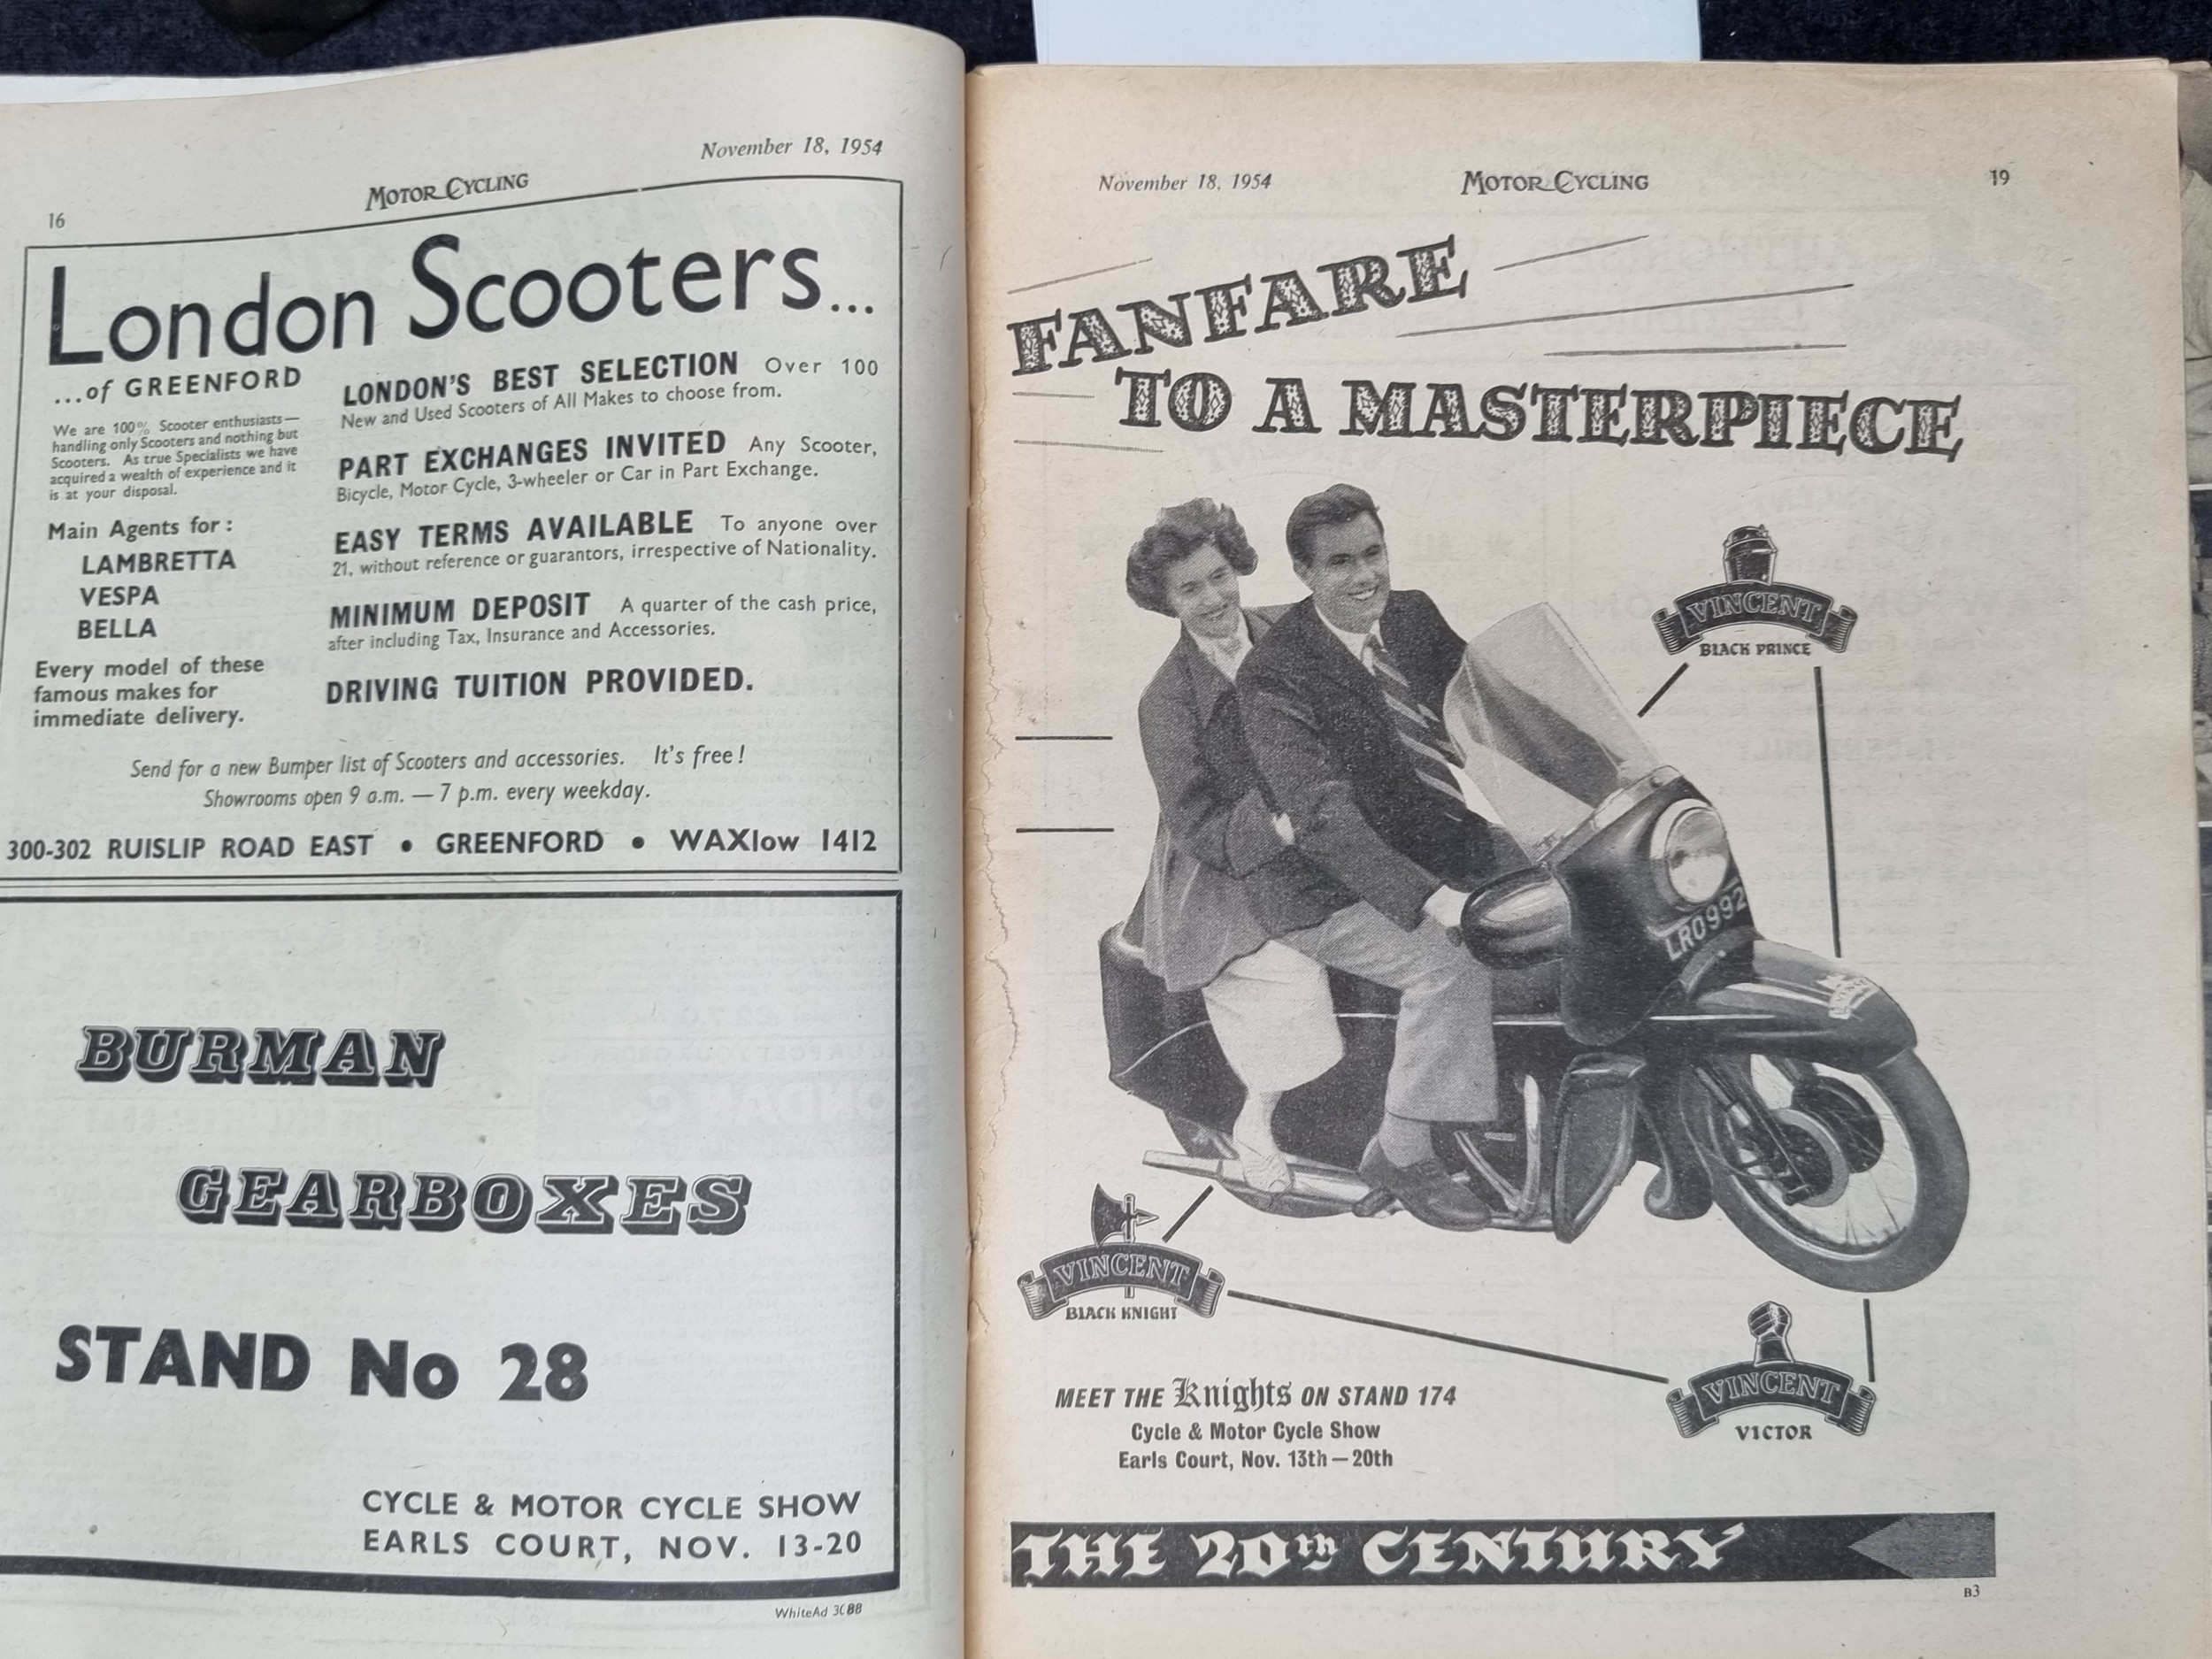 November 18, 1954
MOTOR CYCLING
16
London Scooters...
...of GREENFORD
We are 100% Scooter enthusiasts—
handling only Scooters and nothing but
Scooters. As true Specialists we have
acquired a wealth of experience and it
is at your disposal.
Main Agents for:
LAMBRETTA
VESPA
BELLA
Every model of these
famous makes for
immediate delivery.
LONDON'S BEST SELECTION Over 100
New and Used Scooters of All Makes to choose from.
PART EXCHANGES INVITED Any Scooter,
Bicycle, Motor Cycle, 3-wheeler or Car in Part Exchange.
EASY TERMS AVAILABLE To anyone over
21, without reference or guarantors, irrespective of Nationality.
MINIMUM DEPOSIT A quarter of the cash price,
after including Tax, Insurance and Accessories.
DRIVING TUITION PROVIDED.
Send for a new Bumper list of Scooters and accessories. It's free!
Showrooms open 9 a.m. — 7 p.m. every weekday.
300-302 RUISLIP ROAD EAST • GREENFORD • WAXlow 1412
BURMAN
GEARBOXES
STAND No 28
CYCLE & MOTOR CYCLE SHOW
EARLS COURT, NOV. 13-20
WhiteAd
November 18, 1954 MOTOR CYCLING 19
FANFARE
TO A MASTERPIECE
VINCENT
BLACK PRINCE
LRO992
VINCENT
BLACK KNIGHT
VINCENT
VICTOR
MEET THE Knights ON STAND 174
Cycle & Motor Cycle Show
Earls Court, Nov. 13th—20th
THE 20th CENTURY
B3